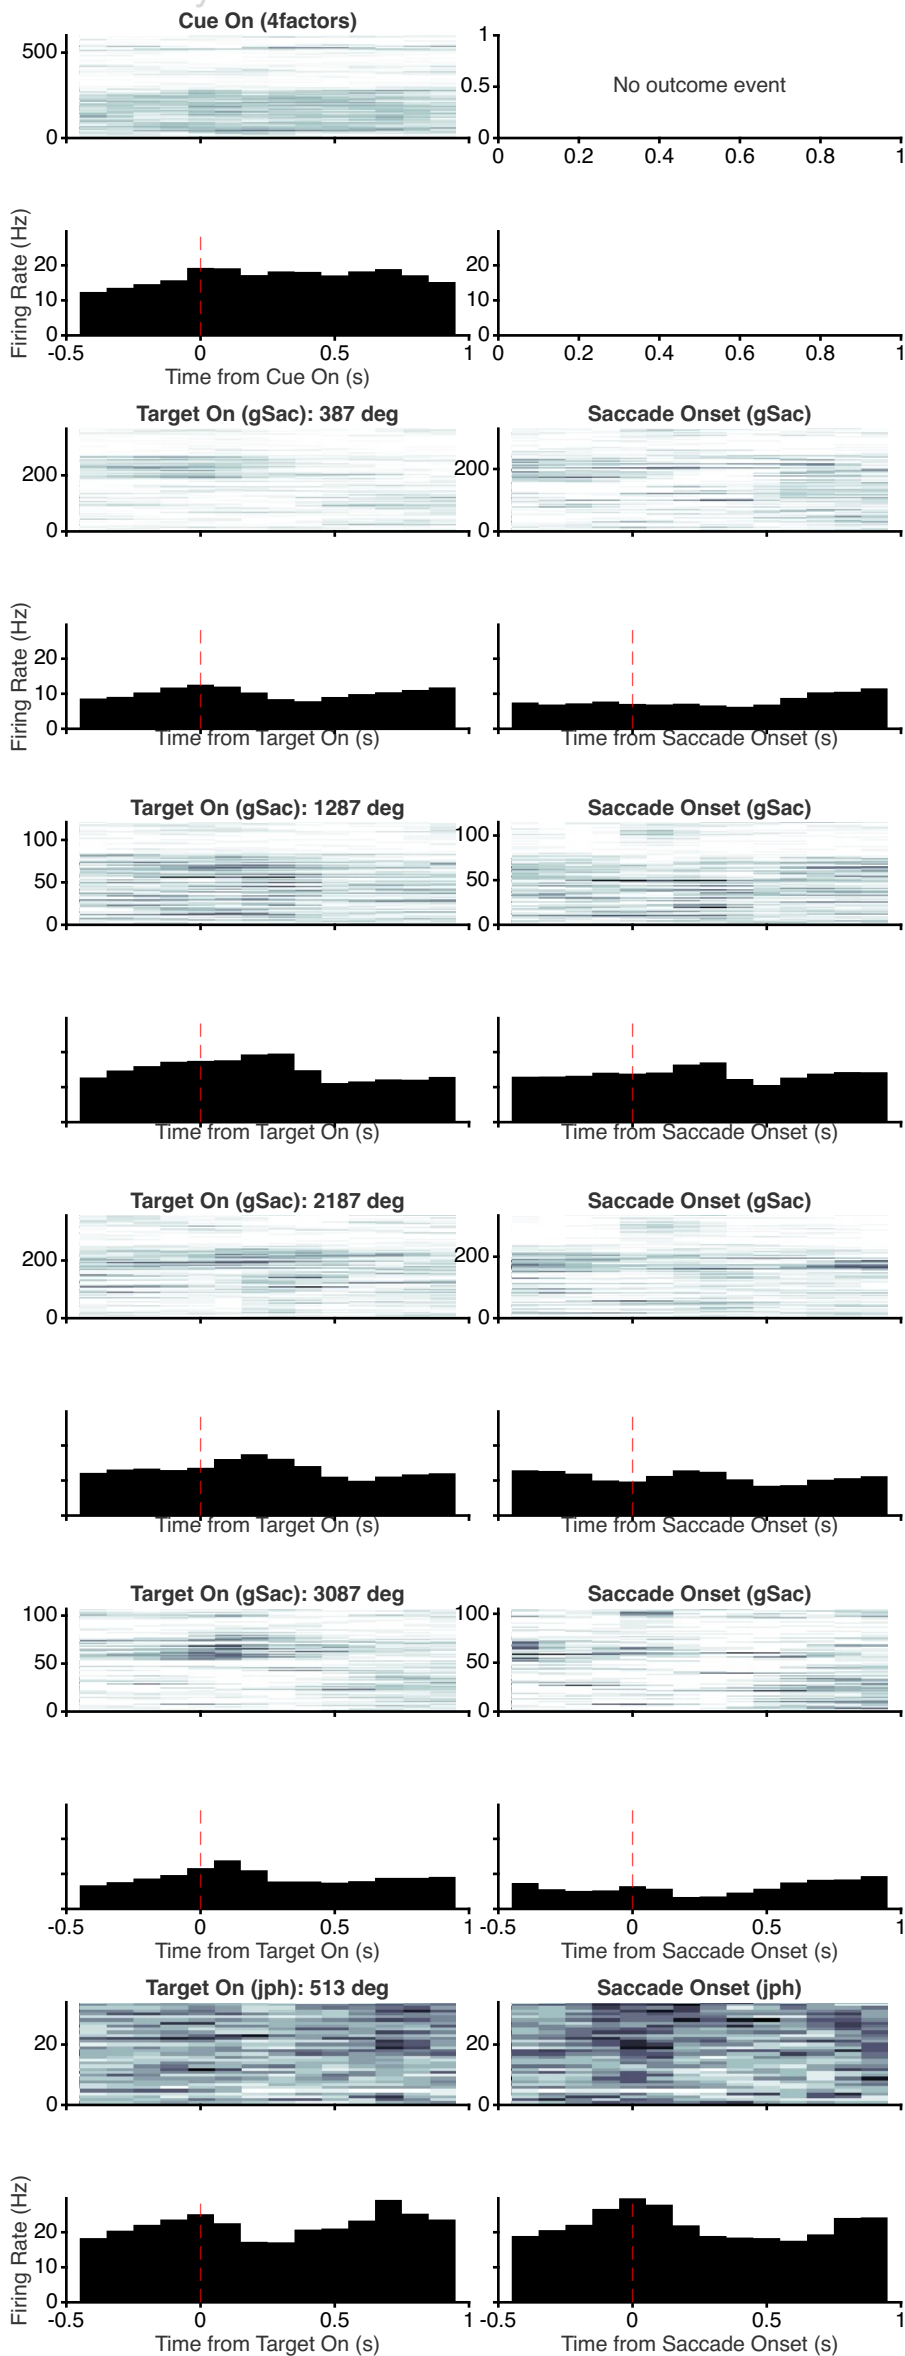 Cue On (4factors)
500
0
1
0.5
0
No outcome event
0 0.2 0.4 0.6 0.8 1
Firing Rate (Hz)
20
10
0
-0.5 0 0.5 1
Time from Cue On (s)
20
10
0
0 0.2 0.4 0.6 0.8 1
Target On (gSac): 387 deg
200
0
Saccade Onset (gSac)
200
0
Firing Rate (Hz)
20
10
0
Time from Target On (s)
Time from Saccade Onset (s)
Target On (gSac): 1287 deg
100
50
0
Saccade Onset (gSac)
100
50
0
Time from Target On (s)
Time from Saccade Onset (s)
Target On (gSac): 2187 deg
200
0
Saccade Onset (gSac)
200
0
Time from Target On (s)
Time from Saccade Onset (s)
Target On (gSac): 3087 deg
100
50
0
Saccade Onset (gSac)
100
50
0
-0.5 0 0.5 1
Time from Target On (s)
-0.5 0 0.5 1
Time from Saccade Onset (s)
Target On (jph): 513 deg
20
0
Saccade Onset (jph)
20
0
Firing Rate (Hz)
20
10
0
-0.5 0 0.5 1
Time from Target On (s)
-0.5 0 0.5 1
Time from Saccade Onset (s)